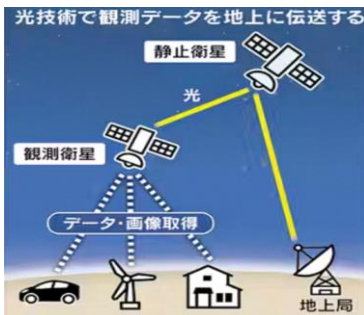 光技術で観測データを地上に伝送する
静止衛星
光
観測衛星
データ・画像取得
地上局